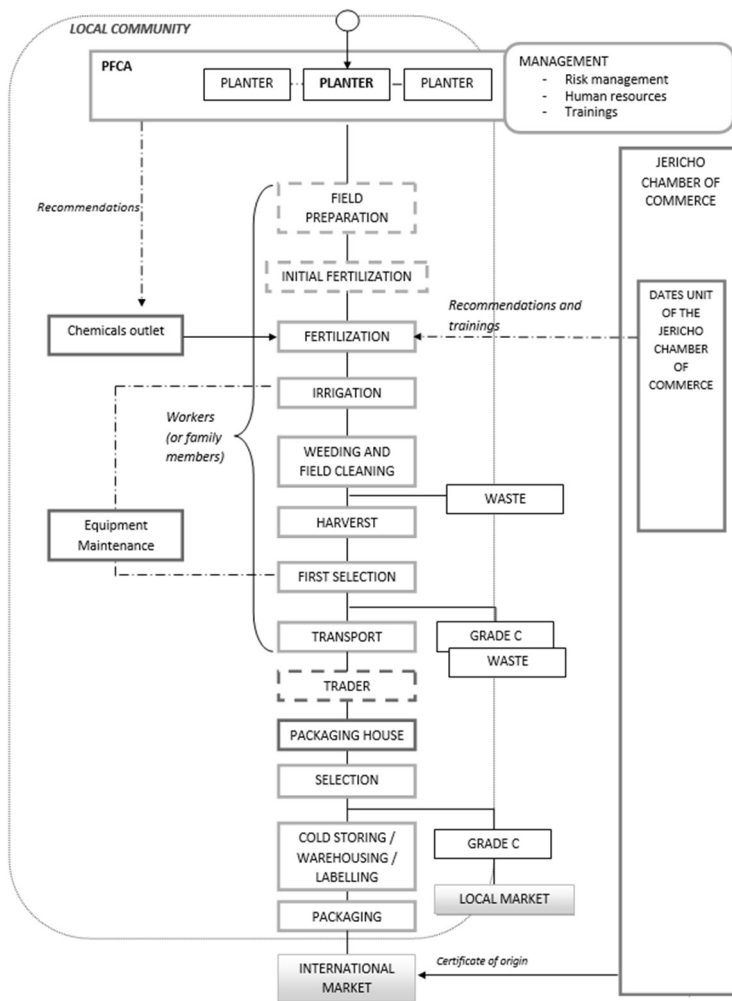 LOCAL COMMUNITY
PFCA
PLANTER
PLANTER
PLANTER
MANAGEMENT
- Risk management
- Human resources
- Trainings
JERICHO
CHAMBER OF
COMMERCE
Recommendations
FIELD
PREPARATION
INITIAL FERTILIZATION
Recommendations and
trainings
DATES UNIT
OF THE
JERICHO
CHAMBER
OF
COMMERCE
Chemicals outlet
FERTILIZATION
IRRIGATION
Workers
(or family
members)
WEEDING AND
FIELD CLEANING
WASTE
Equipment
Maintenance
HARVERST
FIRST SELECTION
TRANSPORT
GRADE C
WASTE
TRADER
PACKAGING HOUSE
SELECTION
COLD STORING /
WAREHOUSING /
LABELLING
GRADE C
LOCAL MARKET
PACKAGING
INTERNATIONAL
MARKET
Certificate of origin